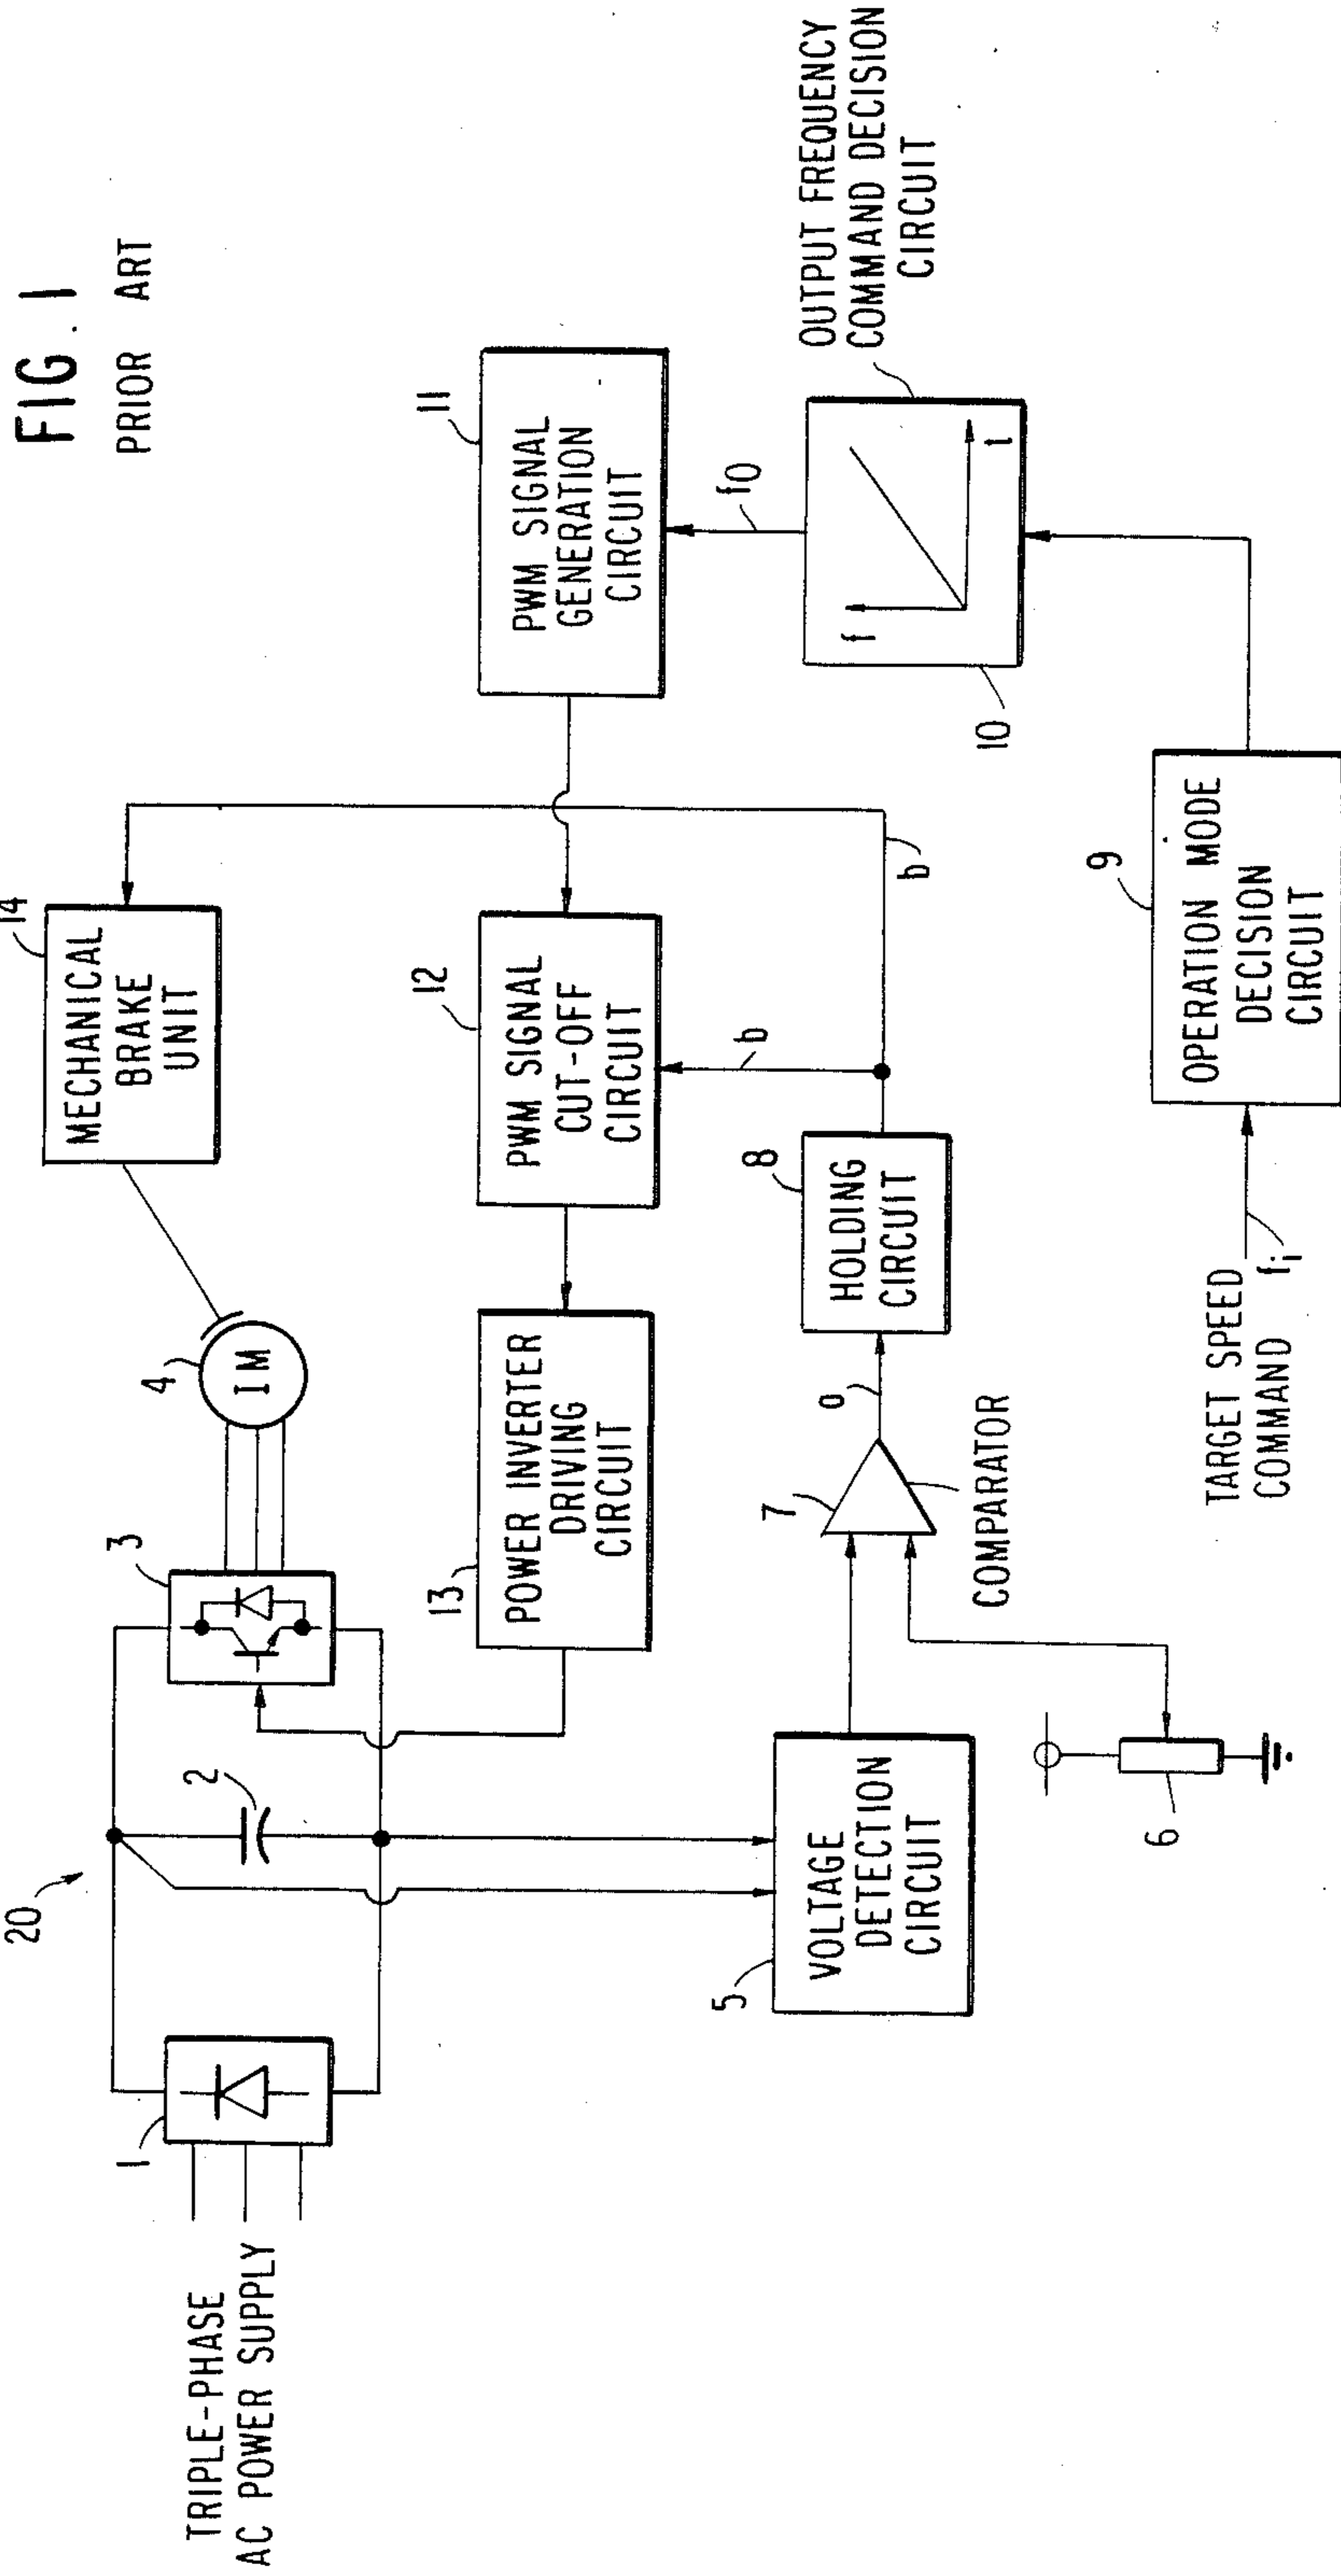 FIG. 1
PRIOR ART
20
14
MECHANICAL
BRAKE
UNIT
3
4
IM
2
1
TRIPLE-PHASE
AC POWER SUPPLY
13
POWER INVERTER
DRIVING
CIRCUIT
12
PWM SIGNAL
CUT-OFF
CIRCUIT
11
PWM SIGNAL
GENERATION
CIRCUIT
5
VOLTAGE
DETECTION
CIRCUIT
7
a
COMPARATOR
8
HOLDING
CIRCUIT
b
b
f0
f
t
10
OUTPUT FREQUENCY
COMMAND DECISION
CIRCUIT
6
9
OPERATION MODE
DECISION
CIRCUIT
TARGET SPEED
COMMAND fi